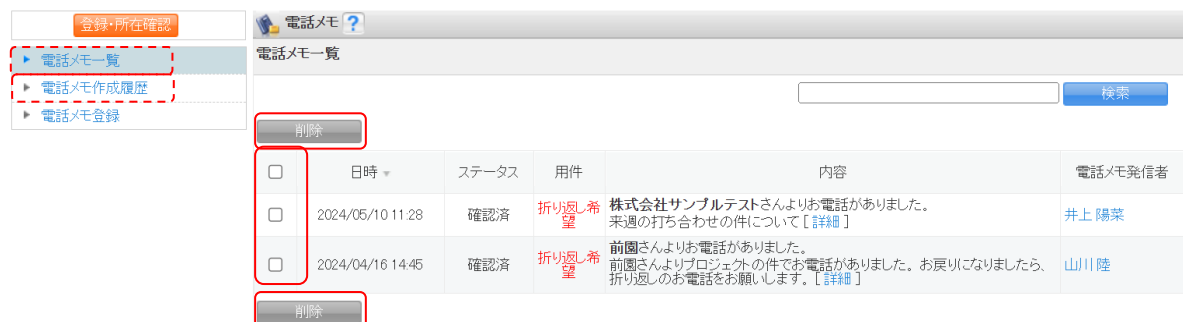 登録・所在確認
電話メモ一覧
電話メモ作成履歴
電話メモ登録
電話メモ ?
電話メモ一覧
検索
削除
日時 ステータス 用件 内容 電話メモ発信者
2024/05/10 11:28 確認済 折り返し希望 株式会社サンプルテストさんよりお電話がありました。
来週の打ち合わせの件について [ 詳細 ] 井上 陽菜
2024/04/16 14:45 確認済 折り返し希望 前園さんよりお電話がありました。
前園さんよりプロジェクトの件でお電話がありました。お戻りになりましたら、
折り返しのお電話をお願いします。 [ 詳細 ] 山川 陸
削除